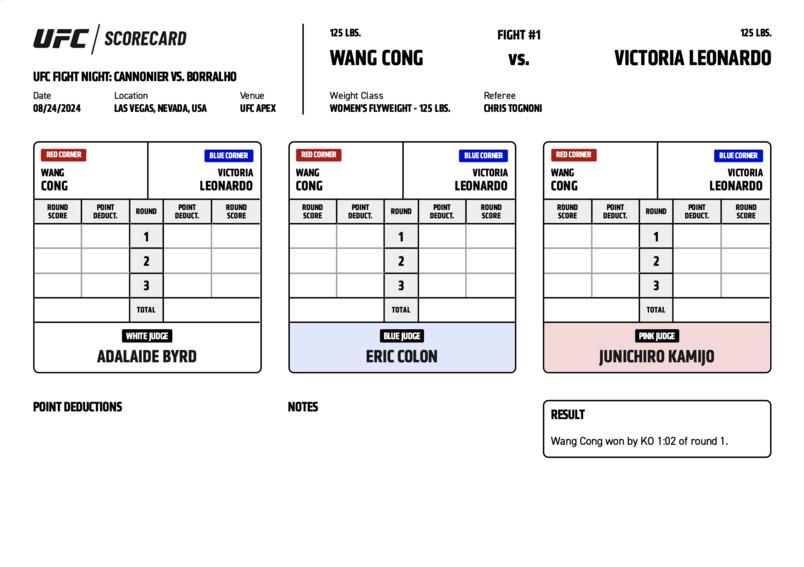 UFC / SCORECARD
UFC FIGHT NIGHT: CANNONIER VS. BORRALHO
Date Location Venue
08/24/2024 LAS VEGAS, NEVADA, USA UFC APEX
125 LBS. FIGHT #1 125 LBS.
WANG CONG VS. VICTORIA LEONARDO
Weight Class Referee
WOMEN'S FLYWEIGHT - 125 LBS. CHRIS TOGNONI
RED CORNER BLUE CORNER
WANG VICTORIA
CONG LEONARDO
ROUND POINT ROUND POINT ROUND
SCORE DEDUCT. DEDUCT. SCORE
1
2
3
TOTAL
WHITE JUDGE
ADALAIDE BYRD
RED CORNER BLUE CORNER
WANG VICTORIA
CONG LEONARDO
ROUND POINT ROUND POINT ROUND
SCORE DEDUCT. DEDUCT. SCORE
1
2
3
TOTAL
BLUE JUDGE
ERIC COLON
RED CORNER BLUE CORNER
WANG VICTORIA
CONG LEONARDO
ROUND POINT ROUND POINT ROUND
SCORE DEDUCT. DEDUCT. SCORE
1
2
3
TOTAL
PINK JUDGE
JUNICHIRO KAMIJO
POINT DEDUCTIONS
NOTES
RESULT
Wang Cong won by KO 1:02 of round 1.